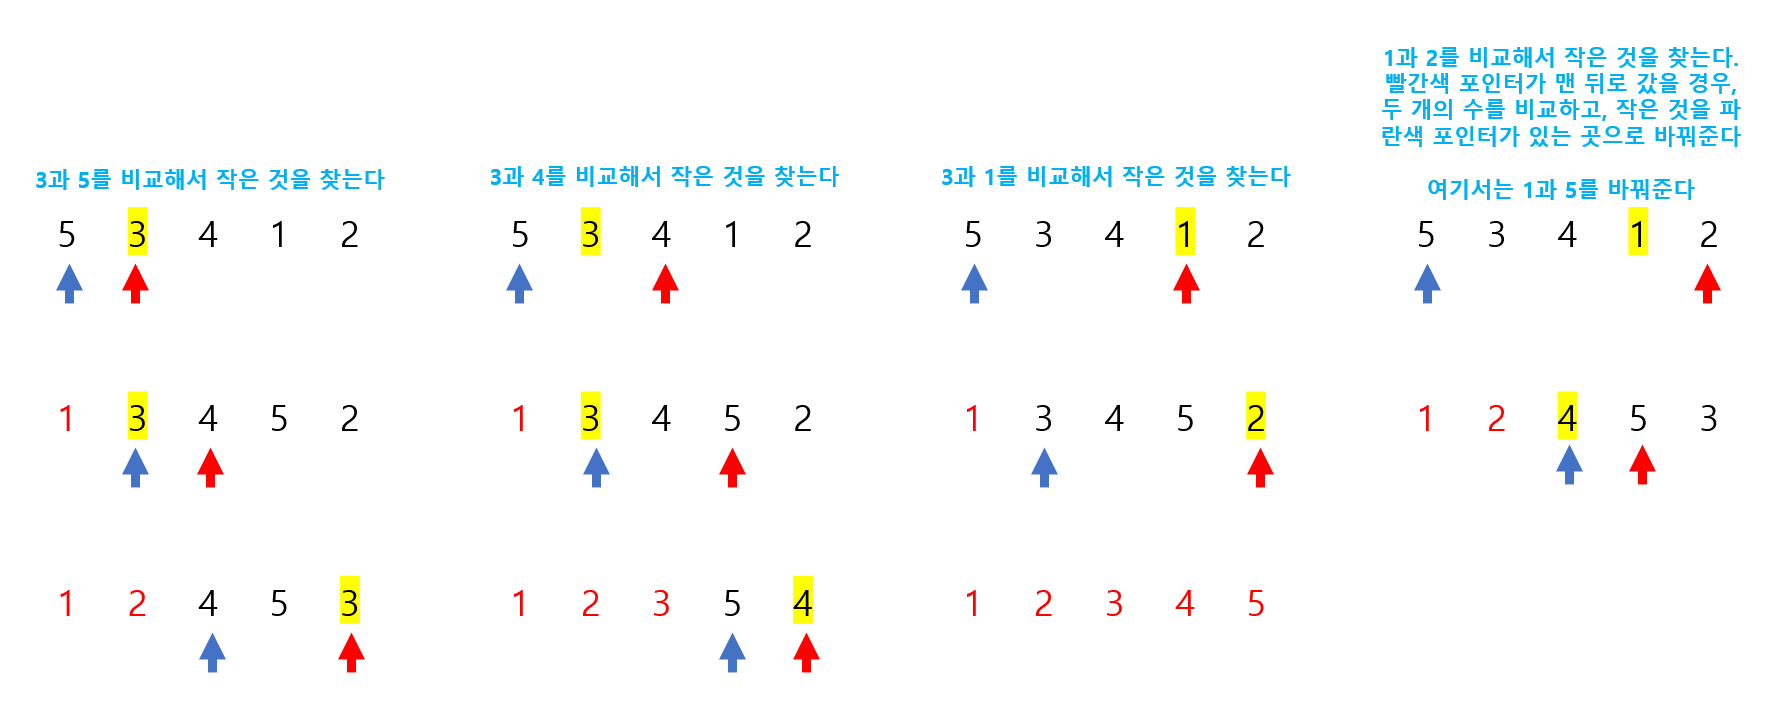 3과 5를 비교해서 작은 것을 찾는다
5 3 4 1 2
3과 4를 비교해서 작은 것을 찾는다
5 3 4 1 2
3과 1를 비교해서 작은 것을 찾는다
5 3 4 1 2
1과 2를 비교해서 작은 것을 찾는다.
빨간색 포인터가 맨 뒤로 갔을 경우,
두 개의 수를 비교하고, 작은 것을 파
란색 포인터가 있는 곳으로 바꿔준다
여기서는 1과 5를 바꿔준다
5 3 4 1 2
1 3 4 5 2
1 3 4 5 2
1 3 4 5 2
1 2 4 5 3
1 2 4 5 3
1 2 3 5 4
1 2 3 4 5